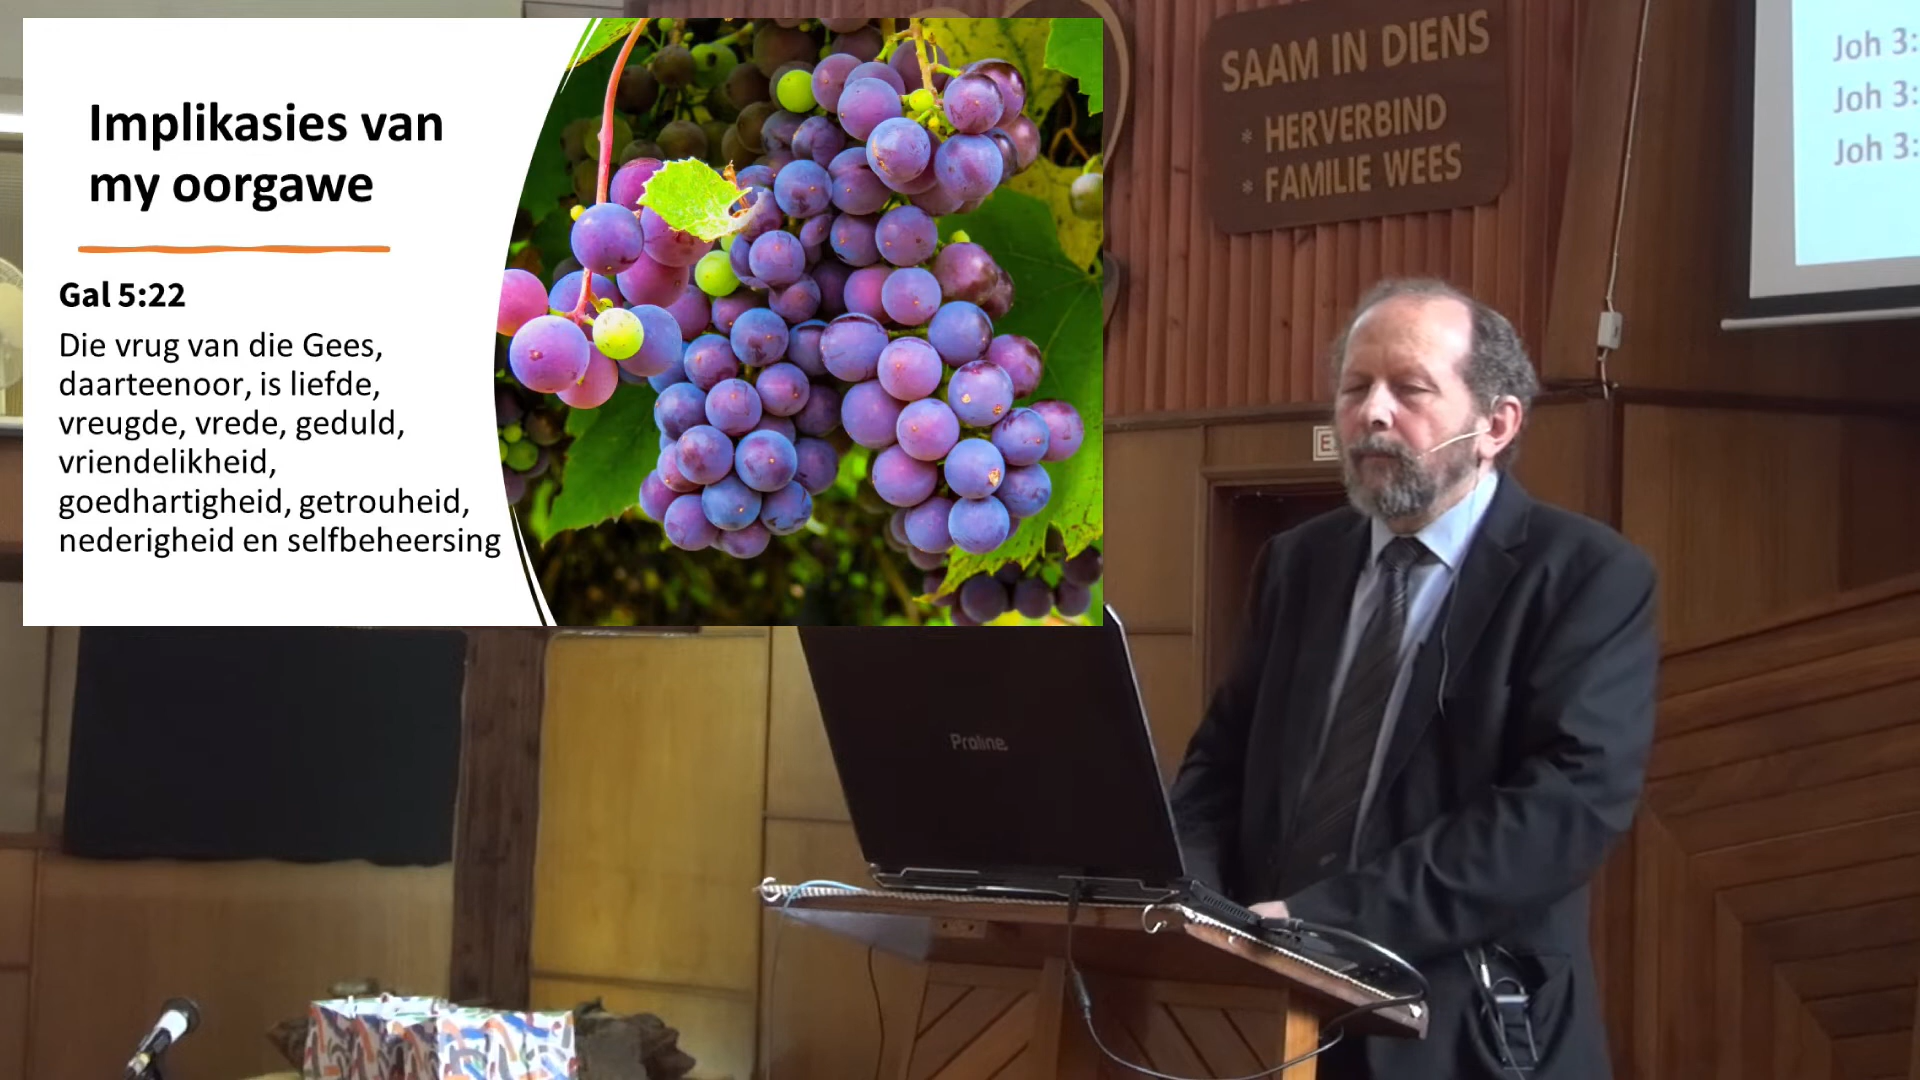 Implikasies van
my oorgawe
Gal 5:22
Die vrug van die Gees,
daarteenoor, is liefde,
vreugde, vrede, geduld,
vriendelikheid,
goedhartigheid, getrouheid,
nederigheid en selfbeheersing
SAAM IN DIENS
* HERVERBIND
* FAMILIE WEES
Joh 3:
Joh 3:
Joh 3:
Proline